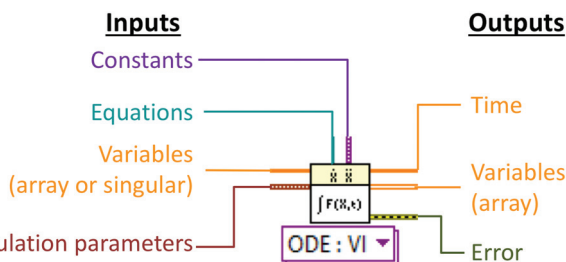 Inputs
Outputs
Constants
Equations
Time
Variables
(array or singular)
Variables
(array)
ulation parameters
∫F(X,t)
ODE : VI
Error